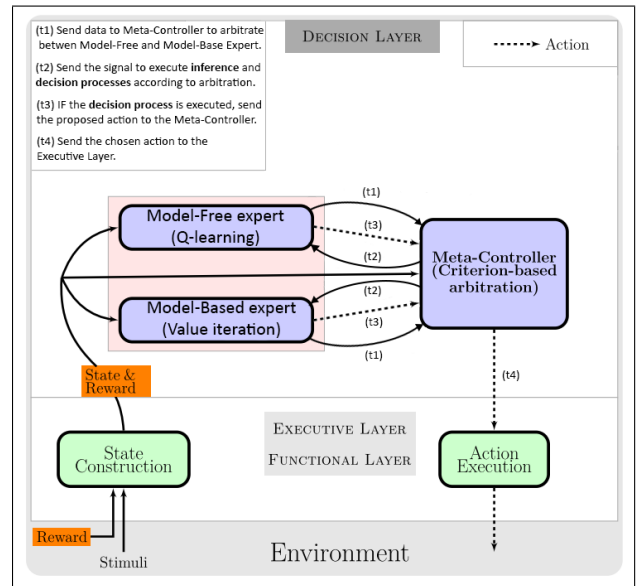 (t1) Send data to Meta-Controller to arbitrate
betwen Model-Free and Model-Base Expert.
(t2) Send the signal to execute inference and
decision processes according to arbitration.
(t3) IF the decision process is executed, send
the proposed action to the Meta-Controller.
(t4) Send the chosen action to the
Executive Layer.
DECISION LAYER
Action
Model-Free expert
(Q-learning)
(t1)
(t3)
(t2)
Meta-Controller
(Criterion-based
arbitration)
Model-Based expert
(Value iteration)
(t2)
(t3)
(t1)
State &
Reward
(t4)
State
Construction
EXECUTIVE LAYER
FUNCTIONAL LAYER
Action
Execution
Reward
Stimuli
Environment